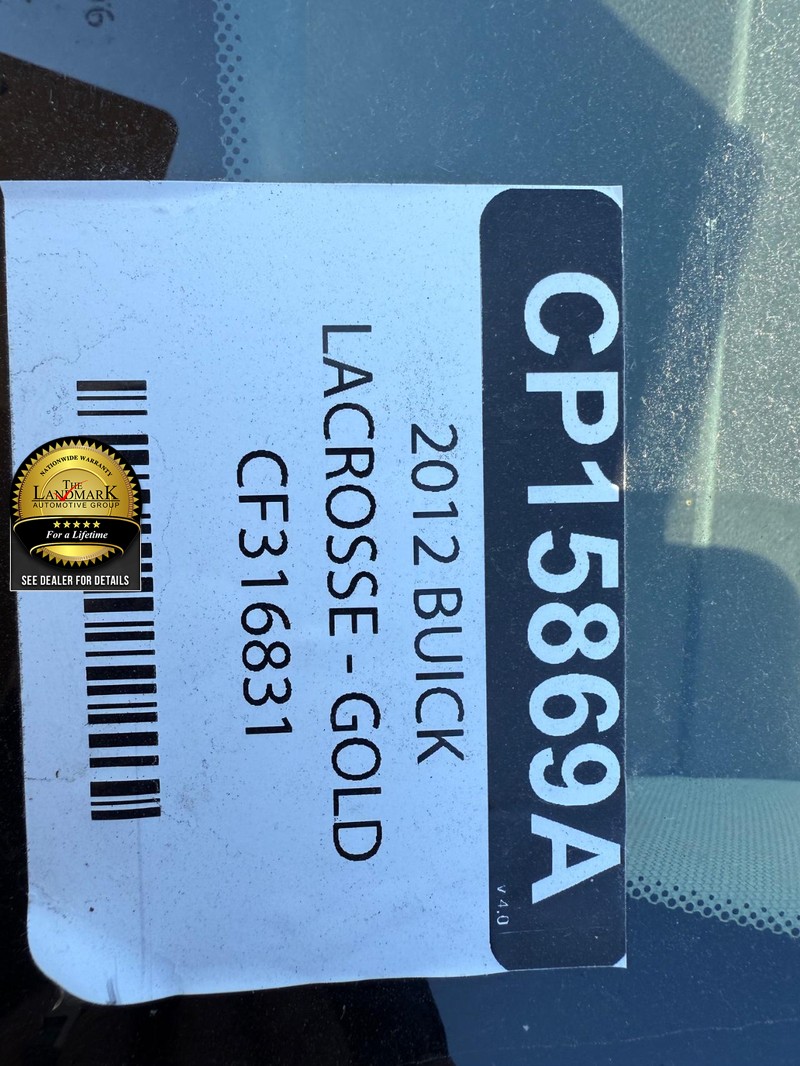 CP15869A
v 4.0
2012 BUICK
LACROSSE - GOLD
CF316831
NATIONWIDE WARRANTY
THE
LANDMARK
AUTOMOTIVE GROUP
For a Lifetime
SEE DEALER FOR DETAILS